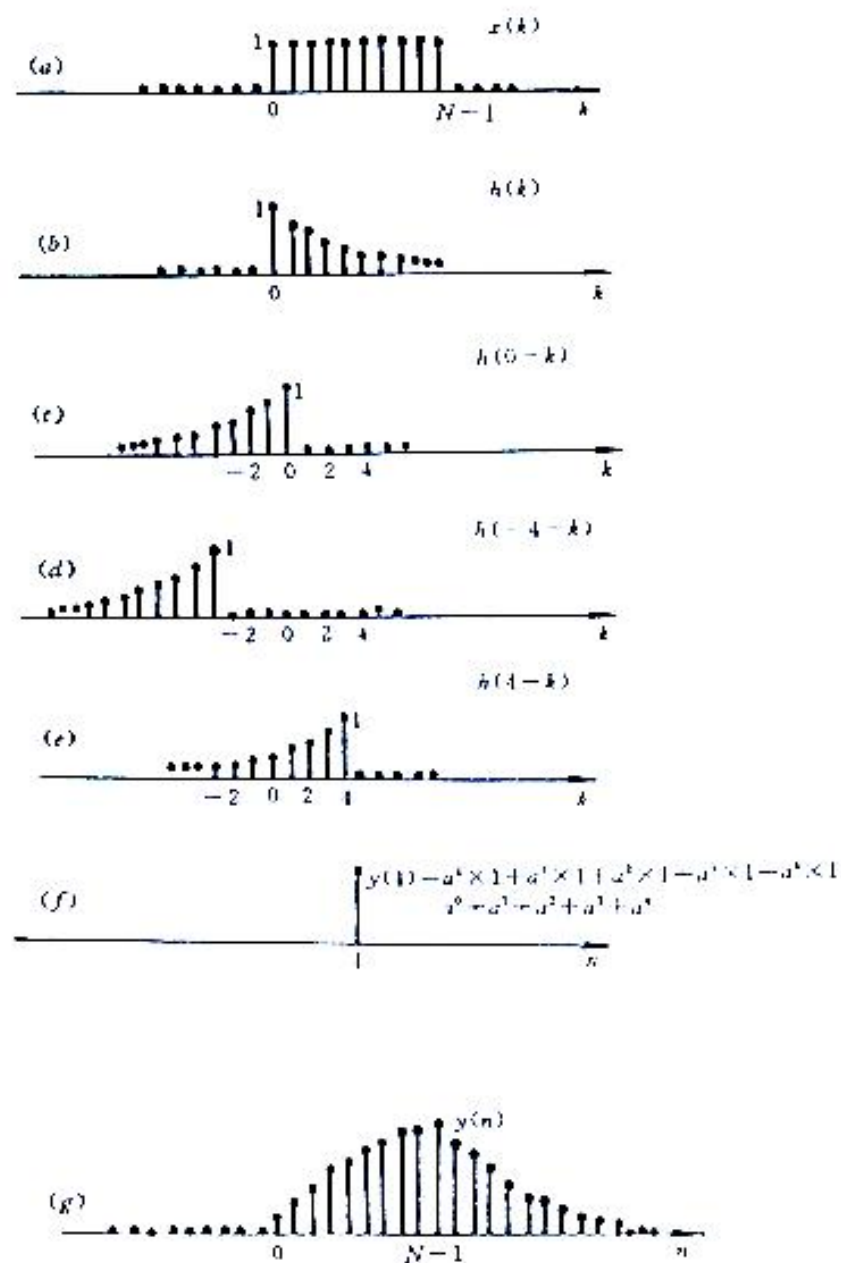 x(k)
(a)
1
0 N-1 k
h(k)
(b)
1
0 k
h(0-k)
(c)
1
-2 0 2 4 k
h(-4-k)
(d)
1
-2 0 2 4 k
h(4-k)
(e)
1
-2 0 2 4 k
(f)
n
y(n)
(g)
0 N-1 n